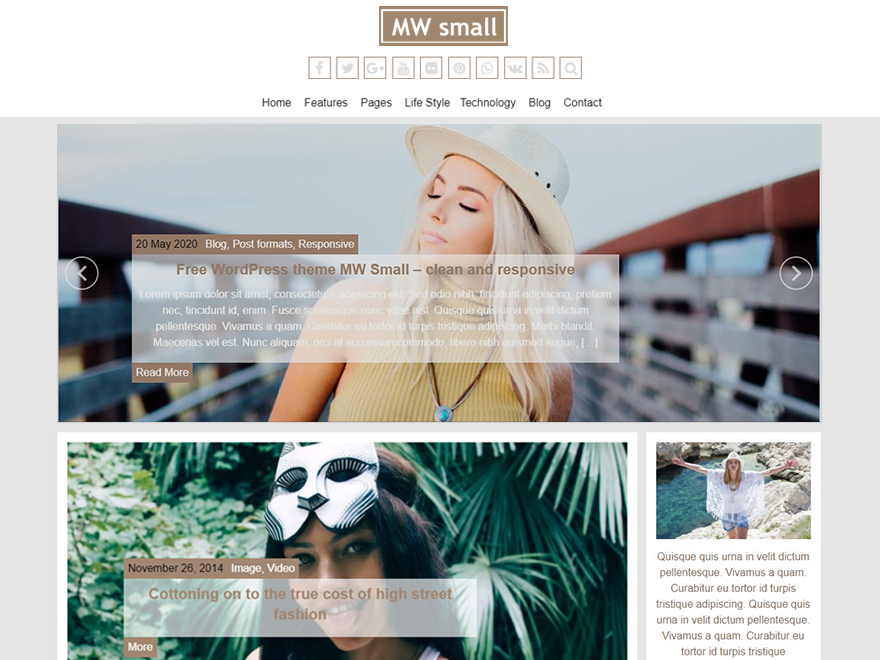 MW small
Home Features Pages Life Style Technology Blog Contact
20 May 2020 Blog, Post formats, Responsive
Free WordPress theme MW Small – clean and responsive
Lorem ipsum dolor sit amet, consectetuer adipiscing elit. Sed odio nibh, tincidunt adipiscing, pretium
nec, tincidunt id, enim. Fusce scelerisque nunc vitae nisl. Quisque quis urna in velit dictum
pellentesque. Vivamus a quam. Curabitur eu tortor id turpis tristique adipiscing. Morbi blandit.
Maecenas vel est. Nunc aliquam, orci at accumsan commodo, libero nibh euismod augue, [...]
Read More
November 26, 2014 Image, Video
Cottoning on to the true cost of high street
fashion
More
Quisque quis urna in velit dictum
pellentesque. Vivamus a quam.
Curabitur eu tortor id turpis
tristique adipiscing. Quisque quis
urna in velit dictum pellentesque.
Vivamus a quam. Curabitur eu
tortor id turpis tristique